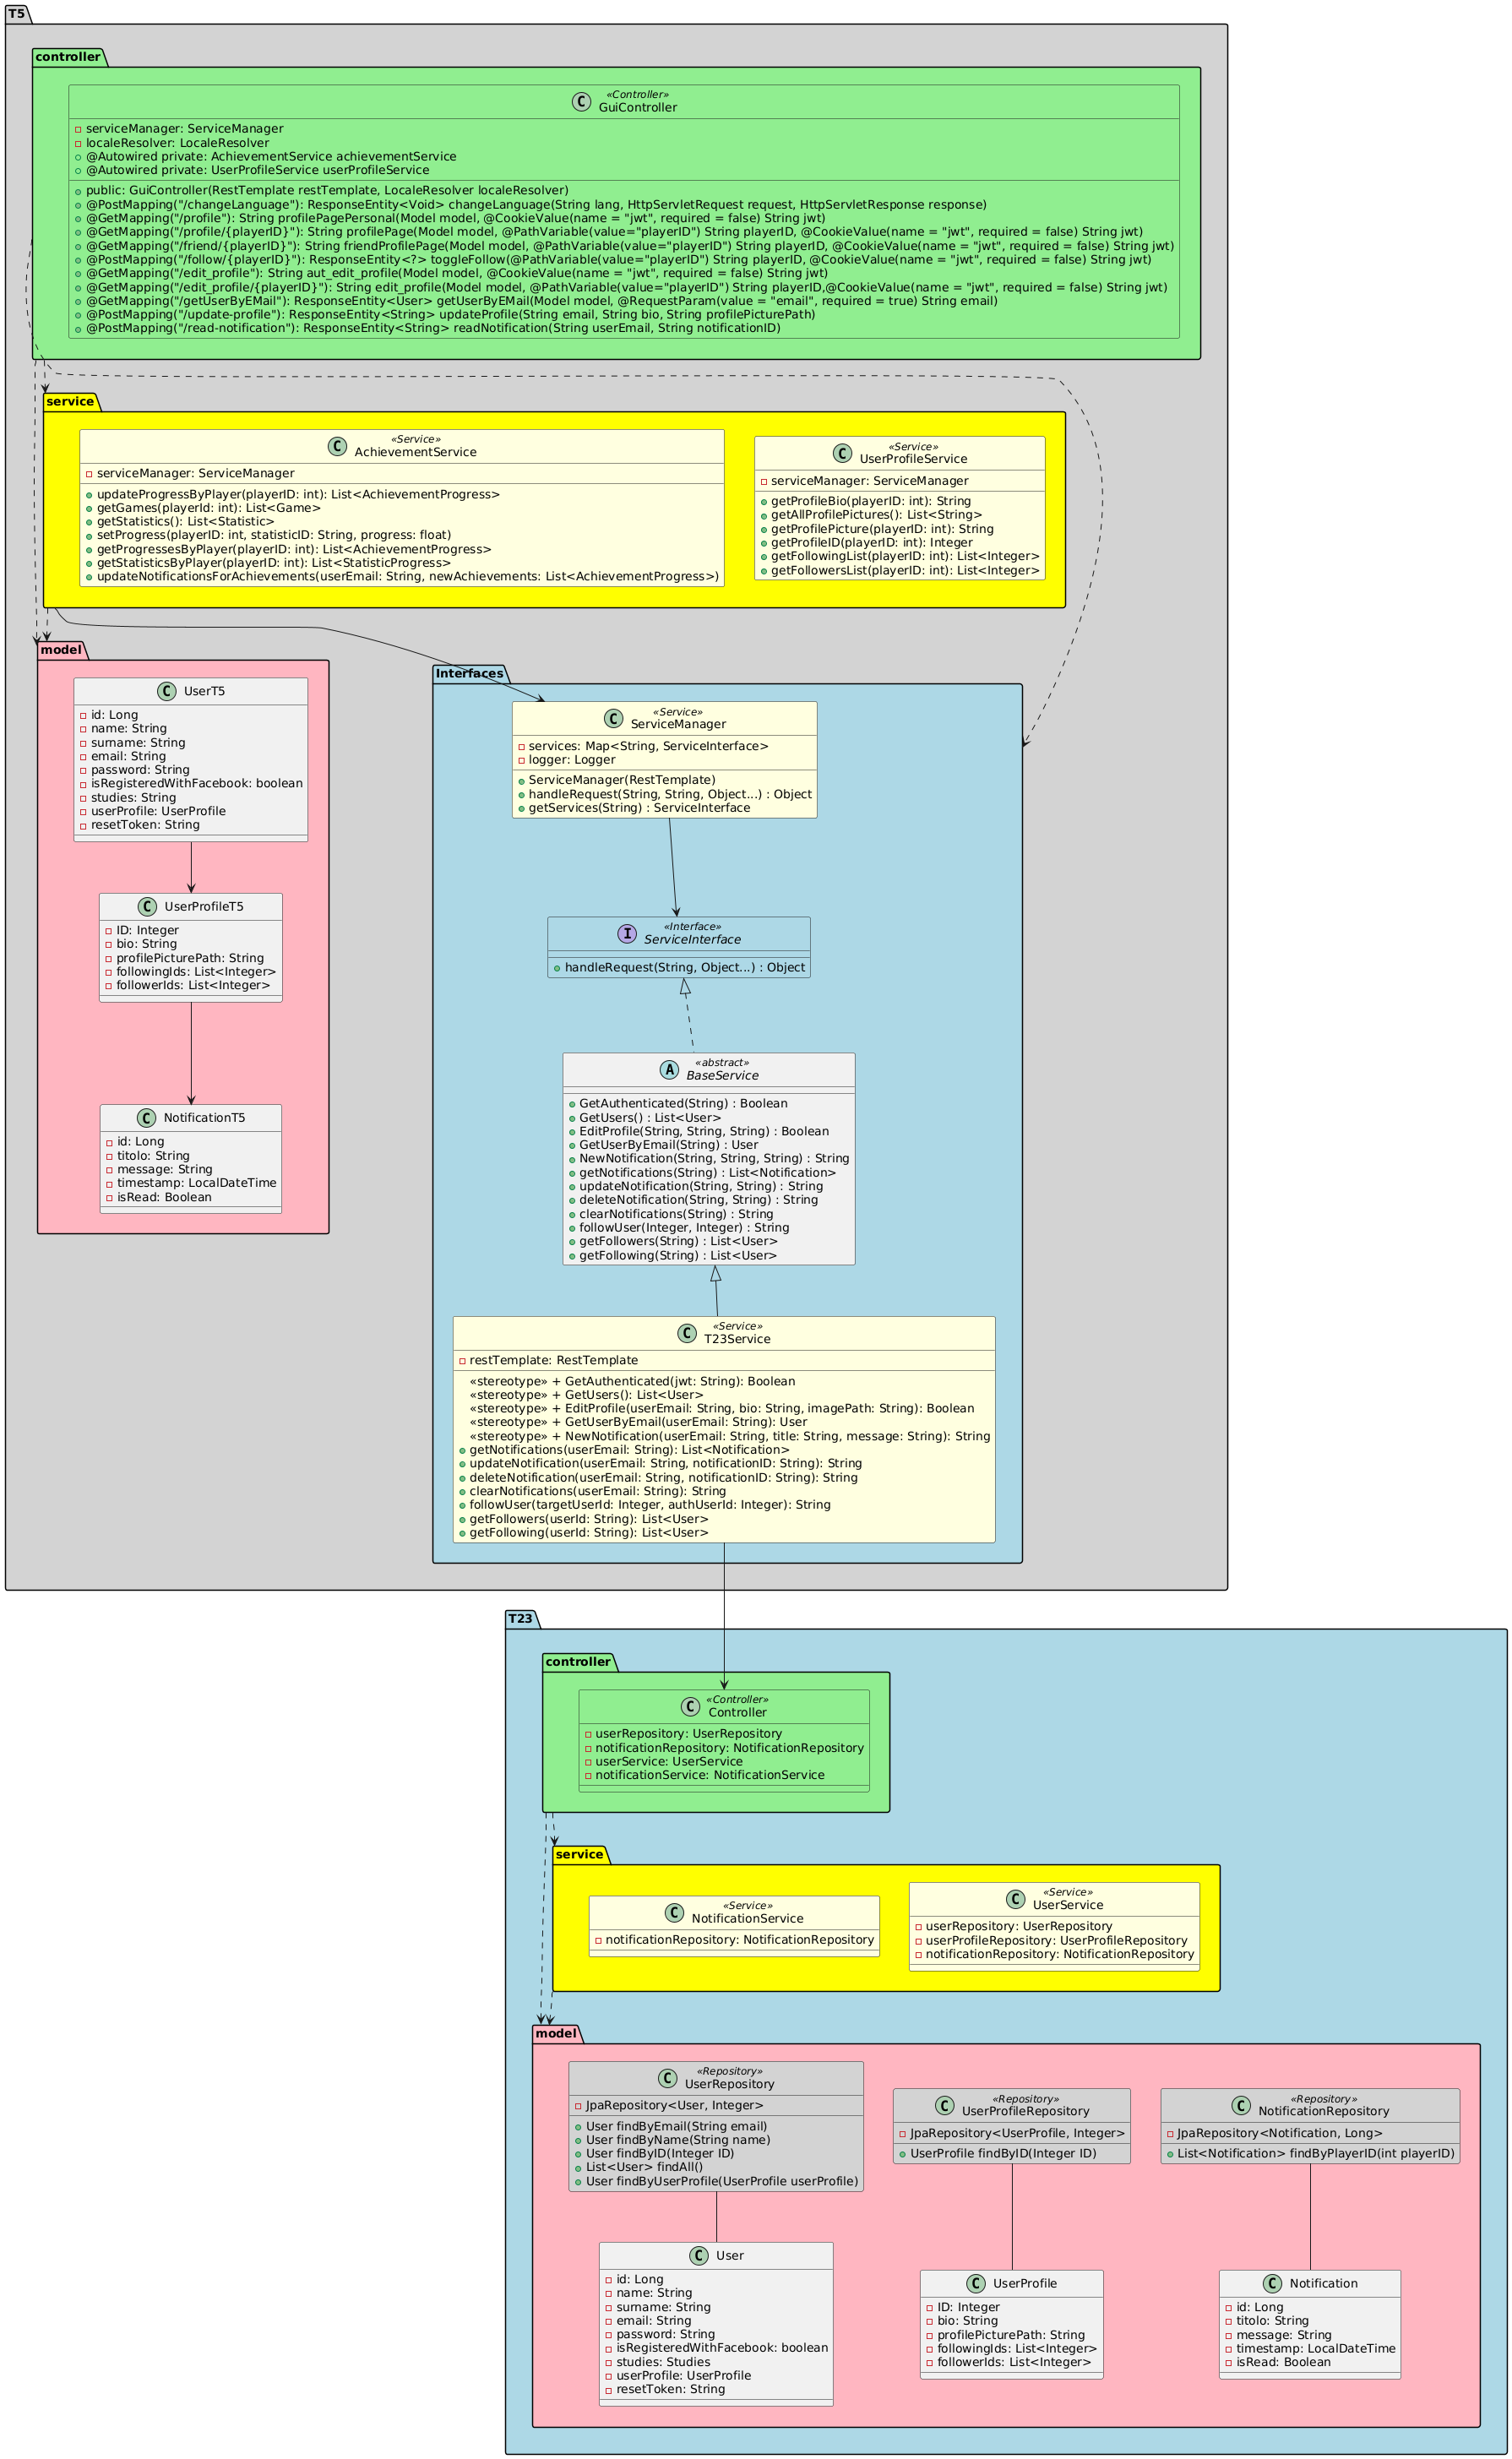 T5
controller
«Controller»
C GuiController
serviceManager: ServiceManager
localeResolver: LocaleResolver
@Autowired private: AchievementService achievementService
@Autowired private: UserProfileService userProfileService
public: GuiController(RestTemplate restTemplate, LocaleResolver localeResolver)
@PostMapping("/changeLanguage"): ResponseEntity<Void> changeLanguage(String lang, HttpServletRequest request, HttpServletResponse response)
@GetMapping("/profile"): String profilePagePersonal(Model model, @CookieValue(name = "jwt", required = false) String jwt)
@GetMapping("/profile/{playerID}"): String profilePage(Model model, @PathVariable(value="playerID") String playerID, @CookieValue(name = "jwt", required = false) String jwt)
@GetMapping("/friend/{playerID}"): String friendProfilePage(Model model, @PathVariable(value="playerID") String playerID, @CookieValue(name = "jwt", required = false) String jwt)
@PostMapping("/follow/{playerID}"): ResponseEntity<?> toggleFollow(@PathVariable(value="playerID") String playerID, @CookieValue(name = "jwt", required = false) String jwt)
@GetMapping("/edit_profile"): String aut_edit_profile(Model model, @CookieValue(name = "jwt", required = false) String jwt)
@GetMapping("/edit_profile/{playerID}"): String edit_profile(Model model, @PathVariable(value="playerID") String playerID,@CookieValue(name = "jwt", required = false) String jwt)
@GetMapping("/getUserByEMail"): ResponseEntity<User> getUserByEMail(Model model, @RequestParam(value = "email", required = true) String email)
@PostMapping("/update-profile"): ResponseEntity<String> updateProfile(String email, String bio, String profilePicturePath)
@PostMapping("/read-notification"): ResponseEntity<String> readNotification(String userEmail, String notificationID)
service
«Service»
C AchievementService
serviceManager: ServiceManager
updateProgressByPlayer(playerID: int): List<AchievementProgress>
getGames(playerId: int): List<Game>
getStatistics(): List<Statistic>
setProgress(playerID: int, statisticID: String, progress: float)
getProgressesByPlayer(playerID: int): List<AchievementProgress>
getStatisticsByPlayer(playerID: int): List<StatisticProgress>
updateNotificationsForAchievements(userEmail: String, newAchievements: List<AchievementProgress>)
«Service»
C UserProfileService
serviceManager: ServiceManager
getProfileBio(playerID: int): String
getAllProfilePictures(): List<String>
getProfilePicture(playerID: int): String
getProfileID(playerID: int): Integer
getFollowingList(playerID: int): List<Integer>
getFollowersList(playerID: int): List<Integer>
model
C UserT5
id: Long
name: String
surname: String
email: String
password: String
isRegisteredWithFacebook: boolean
studies: String
userProfile: UserProfile
resetToken: String
C UserProfileT5
ID: Integer
bio: String
profilePicturePath: String
followingIds: List<Integer>
followerIds: List<Integer>
C NotificationT5
id: Long
titolo: String
message: String
timestamp: LocalDateTime
isRead: Boolean
Interfaces
«Service»
C ServiceManager
services: Map<String, ServiceInterface>
logger: Logger
ServiceManager(RestTemplate)
handleRequest(String, String, Object...) : Object
getServices(String) : ServiceInterface
«Interface»
I ServiceInterface
handleRequest(String, Object...) : Object
«abstract»
A BaseService
GetAuthenticated(String) : Boolean
GetUsers() : List<User>
EditProfile(String, String, String) : Boolean
GetUserByEmail(String) : User
NewNotification(String, String, String) : String
getNotifications(String) : List<Notification>
updateNotification(String, String) : String
deleteNotification(String, String) : String
clearNotifications(String) : String
followUser(Integer, Integer) : String
getFollowers(String) : List<User>
getFollowing(String) : List<User>
«Service»
C T23Service
restTemplate: RestTemplate
«stereotype» + GetAuthenticated(jwt: String): Boolean
«stereotype» + GetUsers(): List<User>
«stereotype» + EditProfile(userEmail: String, bio: String, imagePath: String): Boolean
«stereotype» + GetUserByEmail(userEmail: String): User
«stereotype» + NewNotification(userEmail: String, title: String, message: String): String
getNotifications(userEmail: String): List<Notification>
updateNotification(userEmail: String, notificationID: String): String
deleteNotification(userEmail: String, notificationID: String): String
clearNotifications(userEmail: String): String
followUser(targetUserId: Integer, authUserId: Integer): String
getFollowers(userId: String): List<User>
getFollowing(userId: String): List<User>
T23
controller
«Controller»
C Controller
userRepository: UserRepository
notificationRepository: NotificationRepository
userService: UserService
notificationService: NotificationService
service
«Service»
C NotificationService
notificationRepository: NotificationRepository
«Service»
C UserService
userRepository: UserRepository
userProfileRepository: UserProfileRepository
notificationRepository: NotificationRepository
model
«Repository»
C UserRepository
JpaRepository<User, Integer>
User findByEmail(String email)
User findByName(String name)
User findByID(Integer ID)
List<User> findAll()
User findByUserProfile(UserProfile userProfile)
«Repository»
C UserProfileRepository
JpaRepository<UserProfile, Integer>
UserProfile findByID(Integer ID)
«Repository»
C NotificationRepository
JpaRepository<Notification, Long>
List<Notification> findByPlayerID(int playerID)
C User
id: Long
name: String
surname: String
email: String
password: String
isRegisteredWithFacebook: boolean
studies: Studies
userProfile: UserProfile
resetToken: String
C UserProfile
ID: Integer
bio: String
profilePicturePath: String
followingIds: List<Integer>
followerIds: List<Integer>
C Notification
id: Long
titolo: String
message: String
timestamp: LocalDateTime
isRead: Boolean